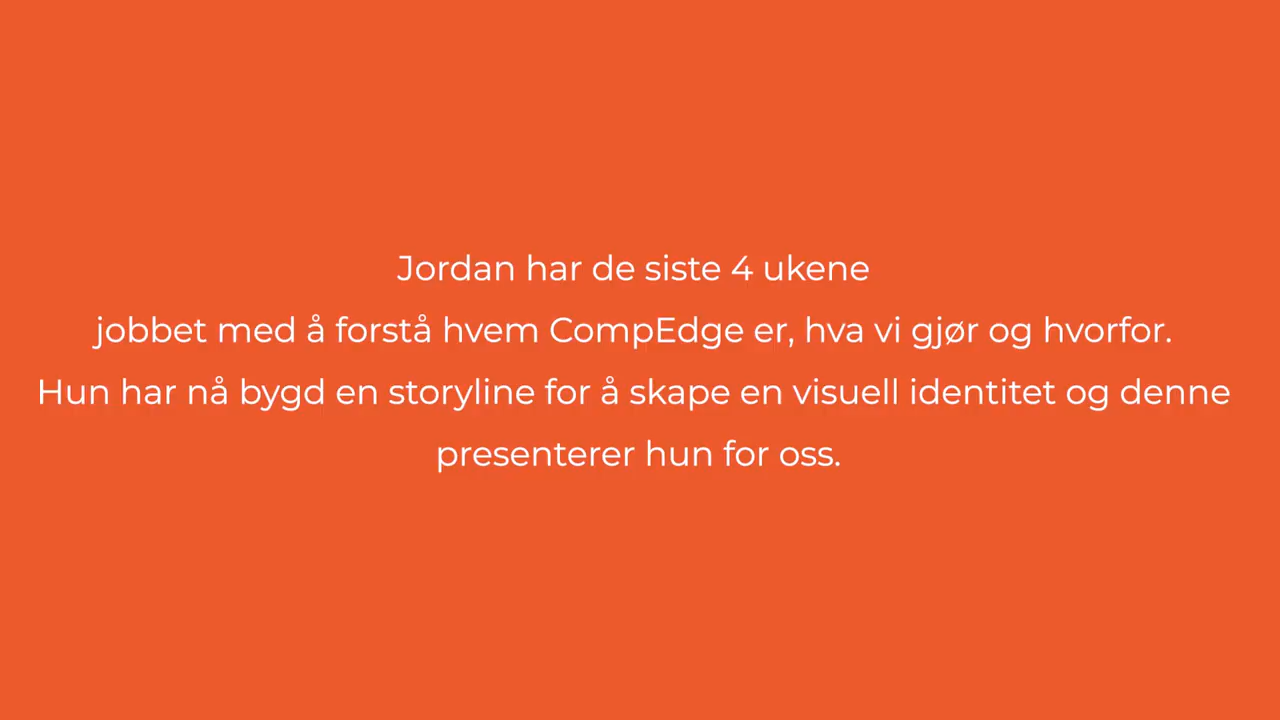 Jordan har de siste 4 ukene
jobbet med å forstå hvem CompEdge er, hva vi gjør og hvorfor.
Hun har nå bygd en storyline for å skape en visuell identitet og denne
presenterer hun for oss.